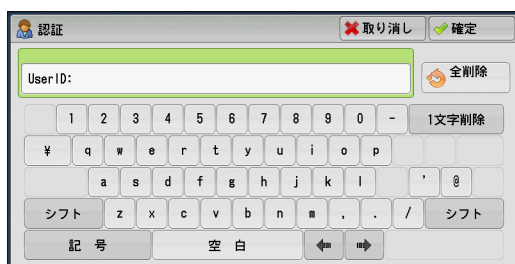 認証 取り消し 確定
UserID: 全削除
1 2 3 4 5 6 7 8 9 0 - 1文字削除
¥ q w e r t y u i o p
a s d f g h j k l ' @
シフト z x c v b n m , . / シフト
記 号 空 白